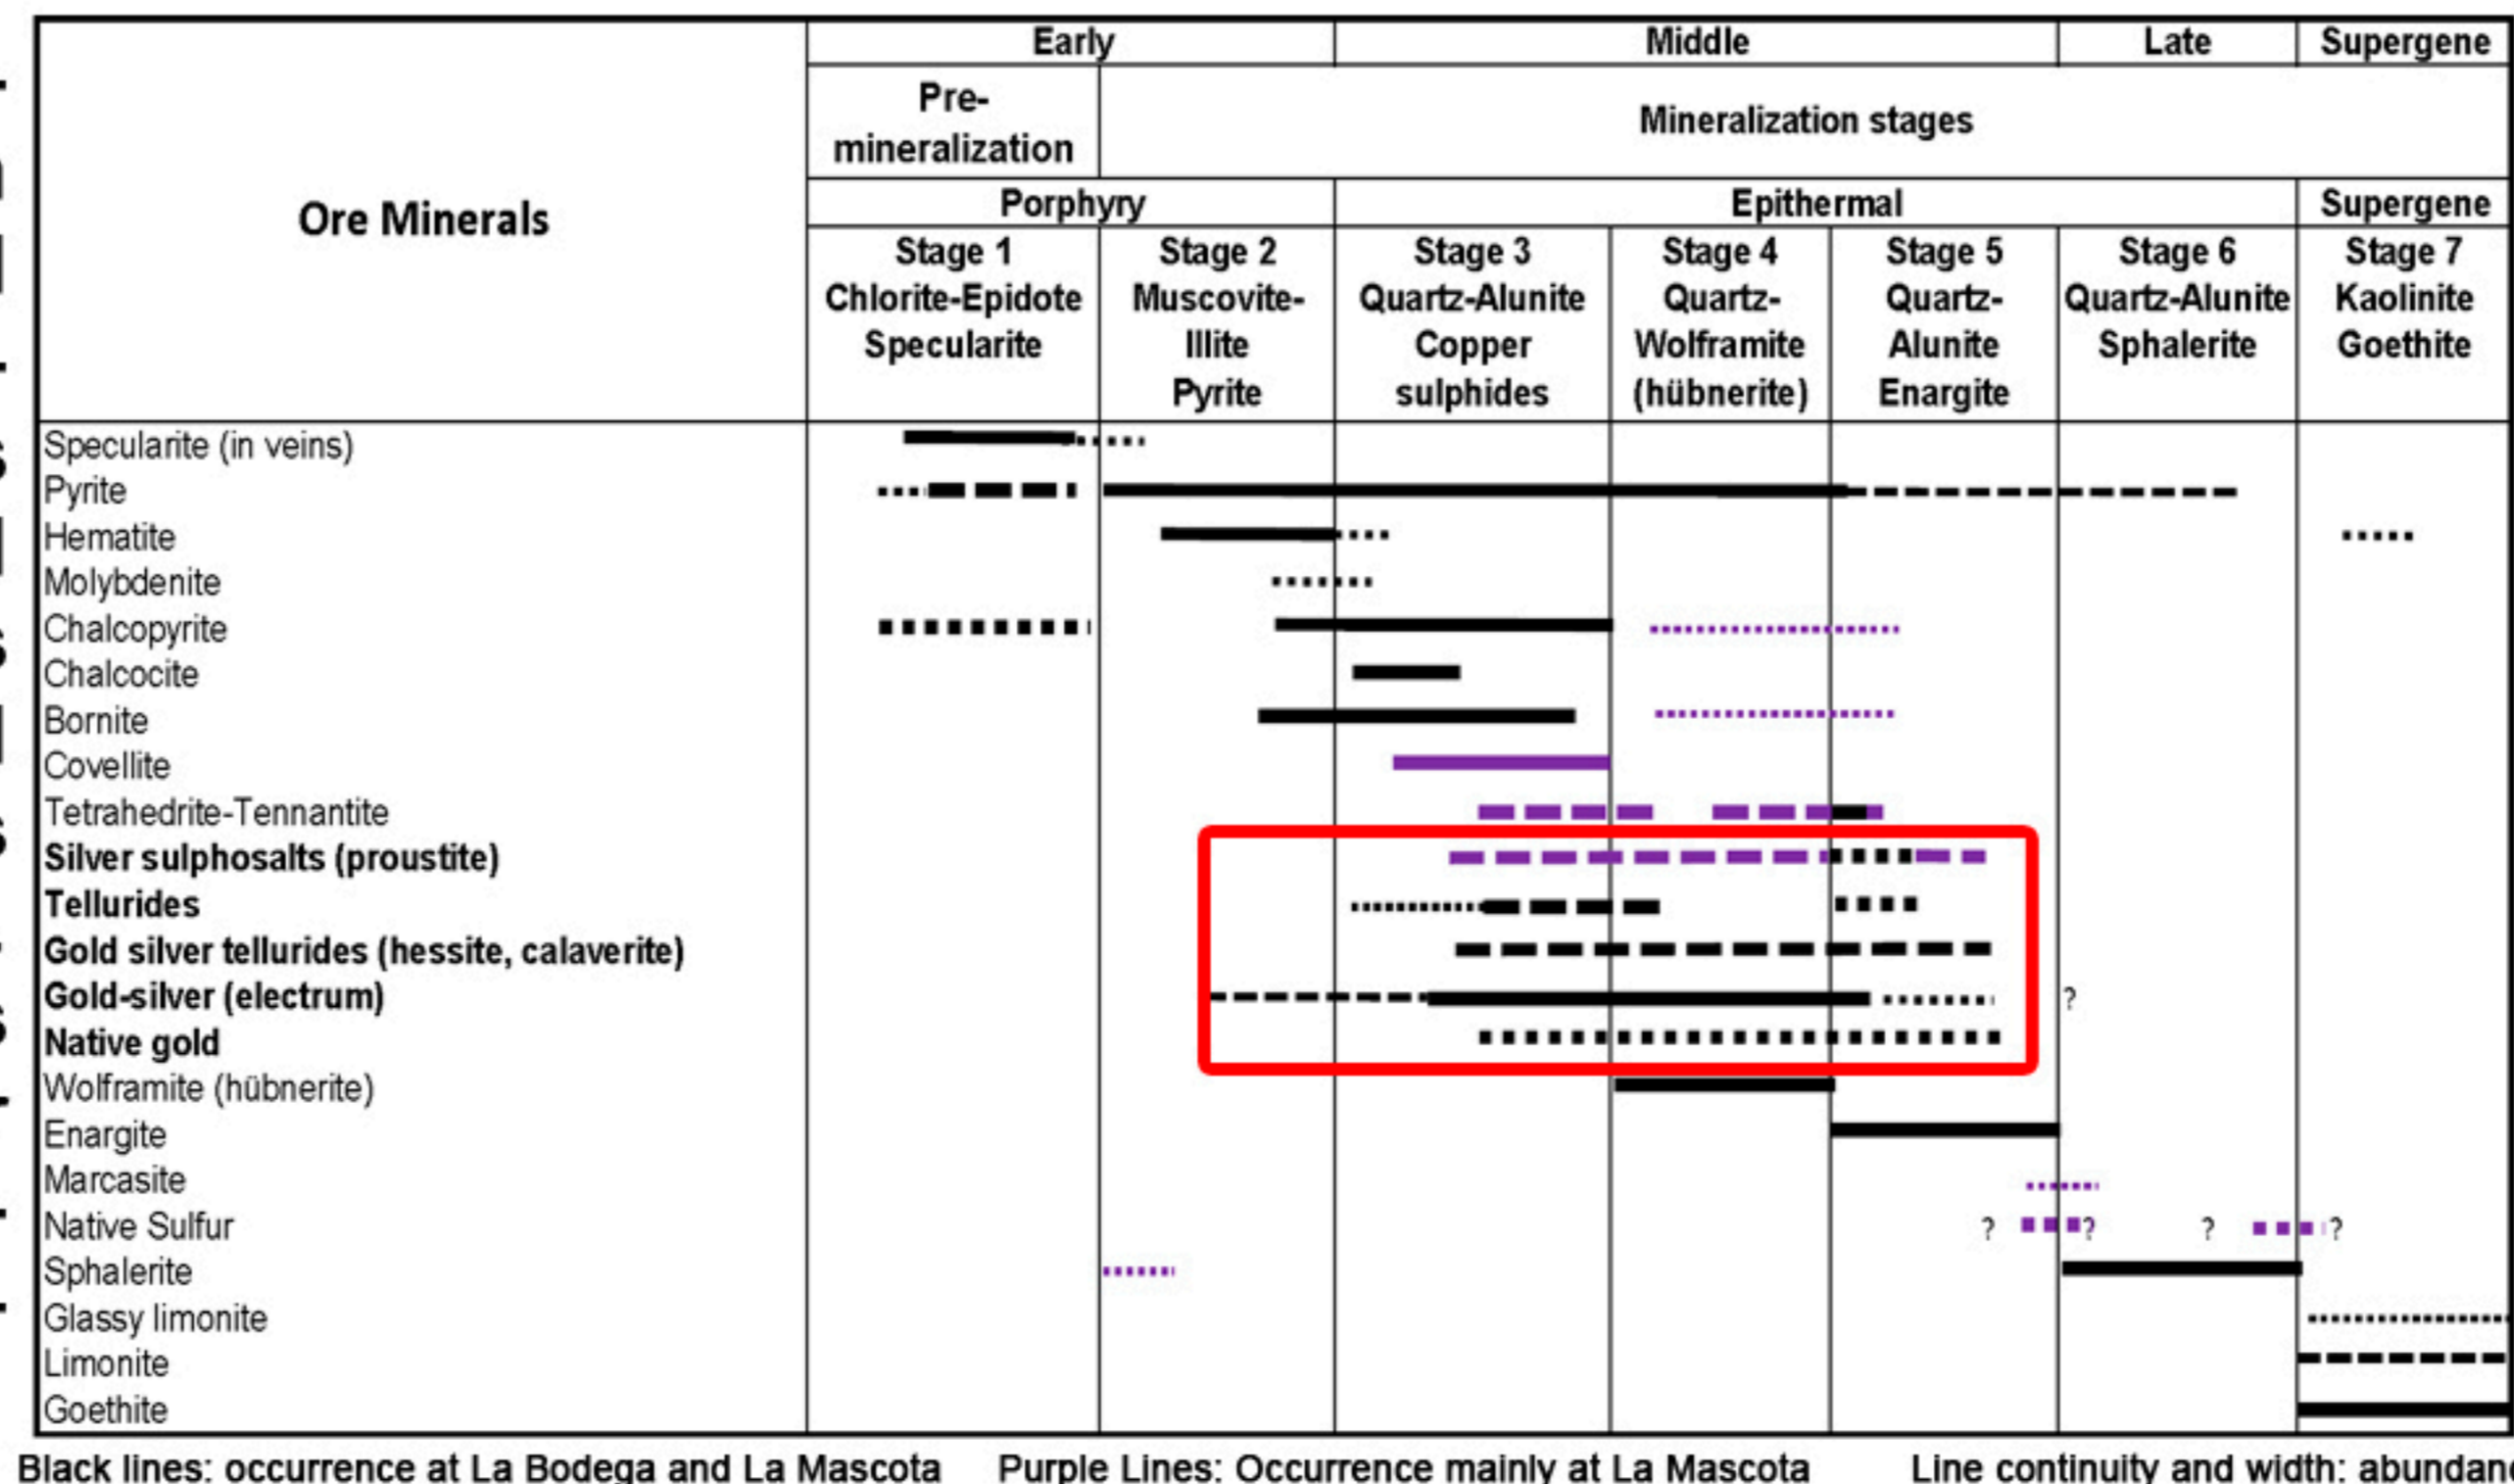 Early Middle Late Supergene
Pre-
mineralization
Mineralization stages
Ore Minerals
Porphyry Epithermal Supergene
Stage 1
Chlorite-Epidote
Specularite
Stage 2
Muscovite-
Illite
Pyrite
Stage 3
Quartz-Alunite
Copper
sulphides
Stage 4
Quartz-
Wolframite
(hübnerite)
Stage 5
Quartz-
Alunite
Enargite
Stage 6
Quartz-Alunite
Sphalerite
Stage 7
Kaolinite
Goethite
Specularite (in veins)
Pyrite
Hematite
Molybdenite
Chalcopyrite
Chalcocite
Bornite
Covellite
Tetrahedrite-Tennantite
Silver sulphosalts (proustite)
Tellurides
Gold silver tellurides (hessite, calaverite)
Gold-silver (electrum) ?
Native gold
Wolframite (hübnerite)
Enargite
Marcasite
Native Sulfur ? ? ? ?
Sphalerite
Glassy limonite
Limonite
Goethite
Black lines: occurrence at La Bodega and La Mascota Purple Lines: Occurrence mainly at La Mascota Line continuity and width: abundan